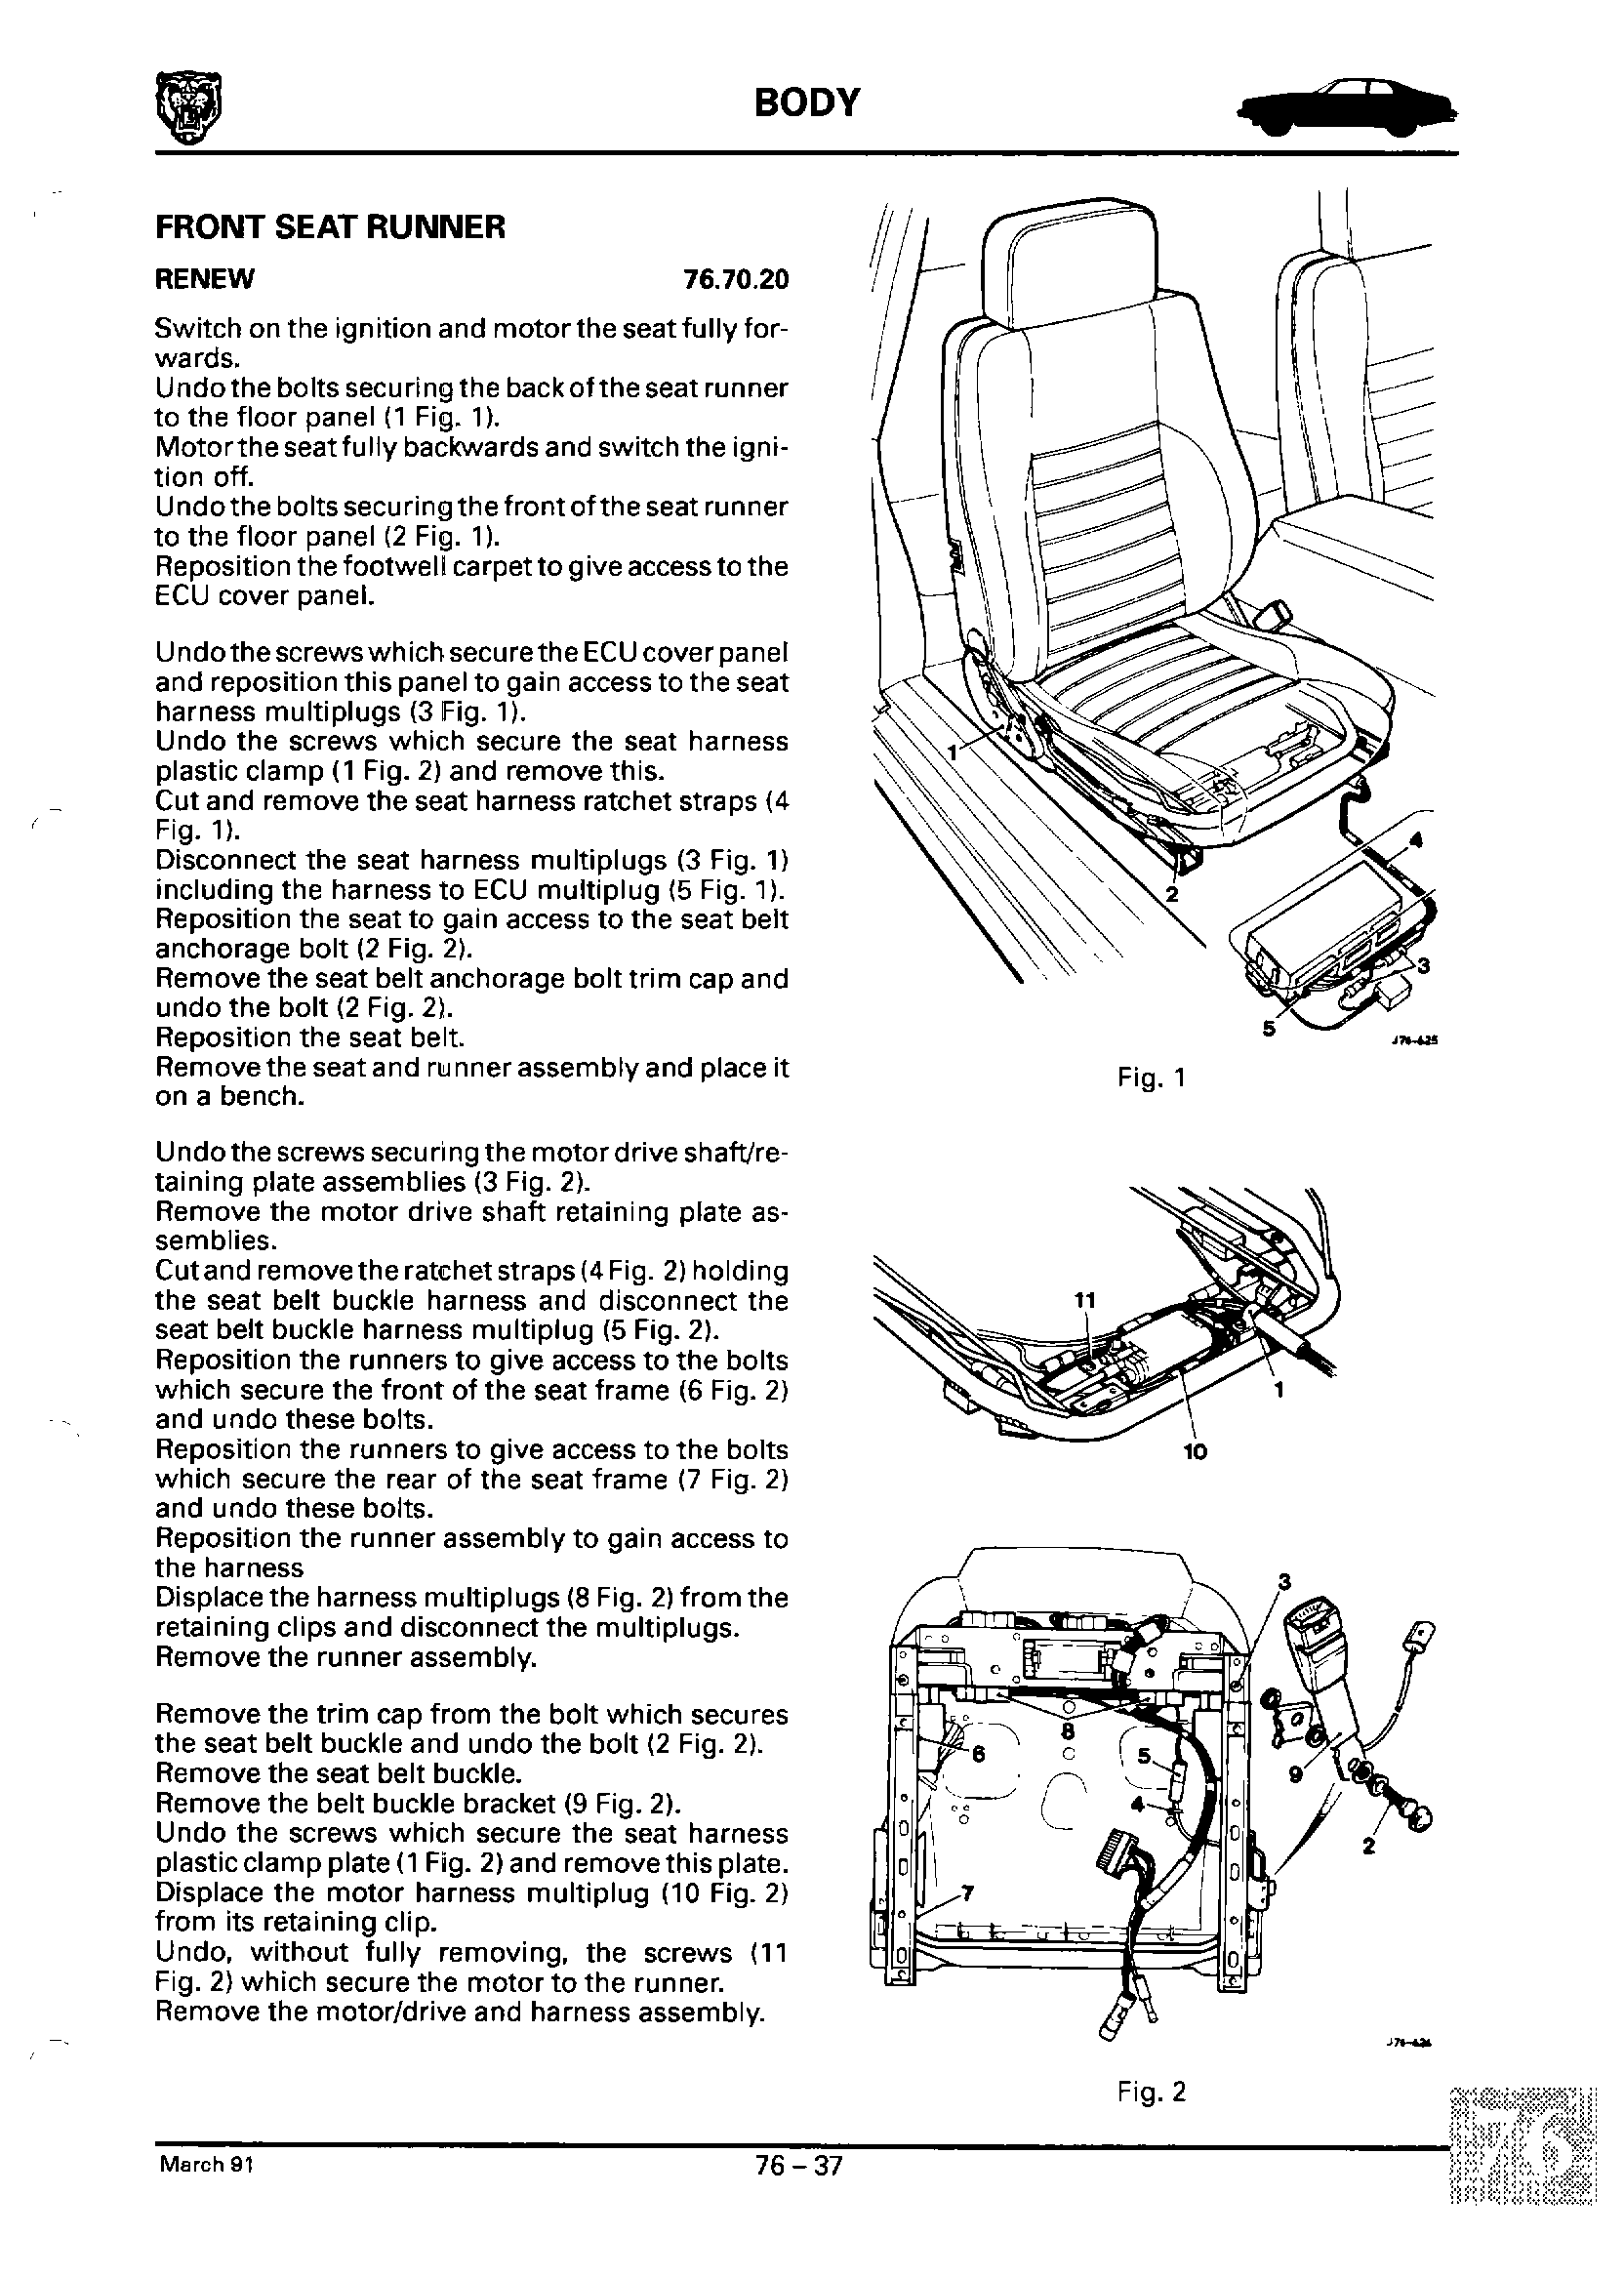 BODY
FRONT SEAT RUNNER
RENEW 76.70.20
Switch on the ignition and motor the seat fully for-
wards.
Undo the bolts securing the back of the seat runner
to the floor panel (1 Fig. 1).
Motor the seat fully backwards and switch the igni-
tion off.
Undo the bolts securing the front of the seat runner
to the floor panel (2 Fig. 1).
Reposition the footwell carpet to give access to the
ECU cover panel.
Undo the screws which secure the ECU cover panel
and reposition this panel to gain access to the seat
harness multiplugs (3 Fig. 1).
Undo the screws which secure the seat harness
plastic clamp (1 Fig. 2) and remove this.
Cut and remove the seat harness ratchet straps (4
Fig. 1).
Disconnect the seat harness multiplugs (3 Fig. 1)
including the harness to ECU multiplug (5 Fig. 1).
Reposition the seat to gain access to the seat belt
anchorage bolt (2 Fig. 2).
Remove the seat belt anchorage bolt trim cap and
undo the bolt (2 Fig. 2).
Reposition the seat belt.
Remove the seat and runner assembly and place it
on a bench.
Undo the screws securing the motor drive shaft/re-
taining plate assemblies (3 Fig. 2).
Remove the motor drive shaft retaining plate as-
semblies.
Cut and remove the ratchet straps (4 Fig. 2) holding
the seat belt buckle harness and disconnect the
seat belt buckle harness multiplug (5 Fig. 2).
Reposition the runners to give access to the bolts
which secure the front of the seat frame (6 Fig. 2)
and undo these bolts.
Reposition the runners to give access to the bolts
which secure the rear of the seat frame (7 Fig. 2)
and undo these bolts.
Reposition the runner assembly to gain access to
the harness
Displace the harness multiplugs (8 Fig. 2) from the
retaining clips and disconnect the multiplugs.
Remove the runner assembly.
Remove the trim cap from the bolt which secures
the seat belt buckle and undo the bolt (2 Fig. 2).
Remove the seat belt buckle.
Remove the belt buckle bracket (9 Fig. 2).
Undo the screws which secure the seat harness
plastic clamp plate (1 Fig. 2) and remove this plate.
Displace the motor harness multiplug (10 Fig. 2)
from its retaining clip.
Undo, without fully removing, the screws (11
Fig. 2) which secure the motor to the runner.
Remove the motor/drive and harness assembly.
1
2
4
3
5
J76-625
Fig. 1
11
1
10
3
8
6
5
4
9
2
7
J76-626
Fig. 2
76
March 91
76 – 37